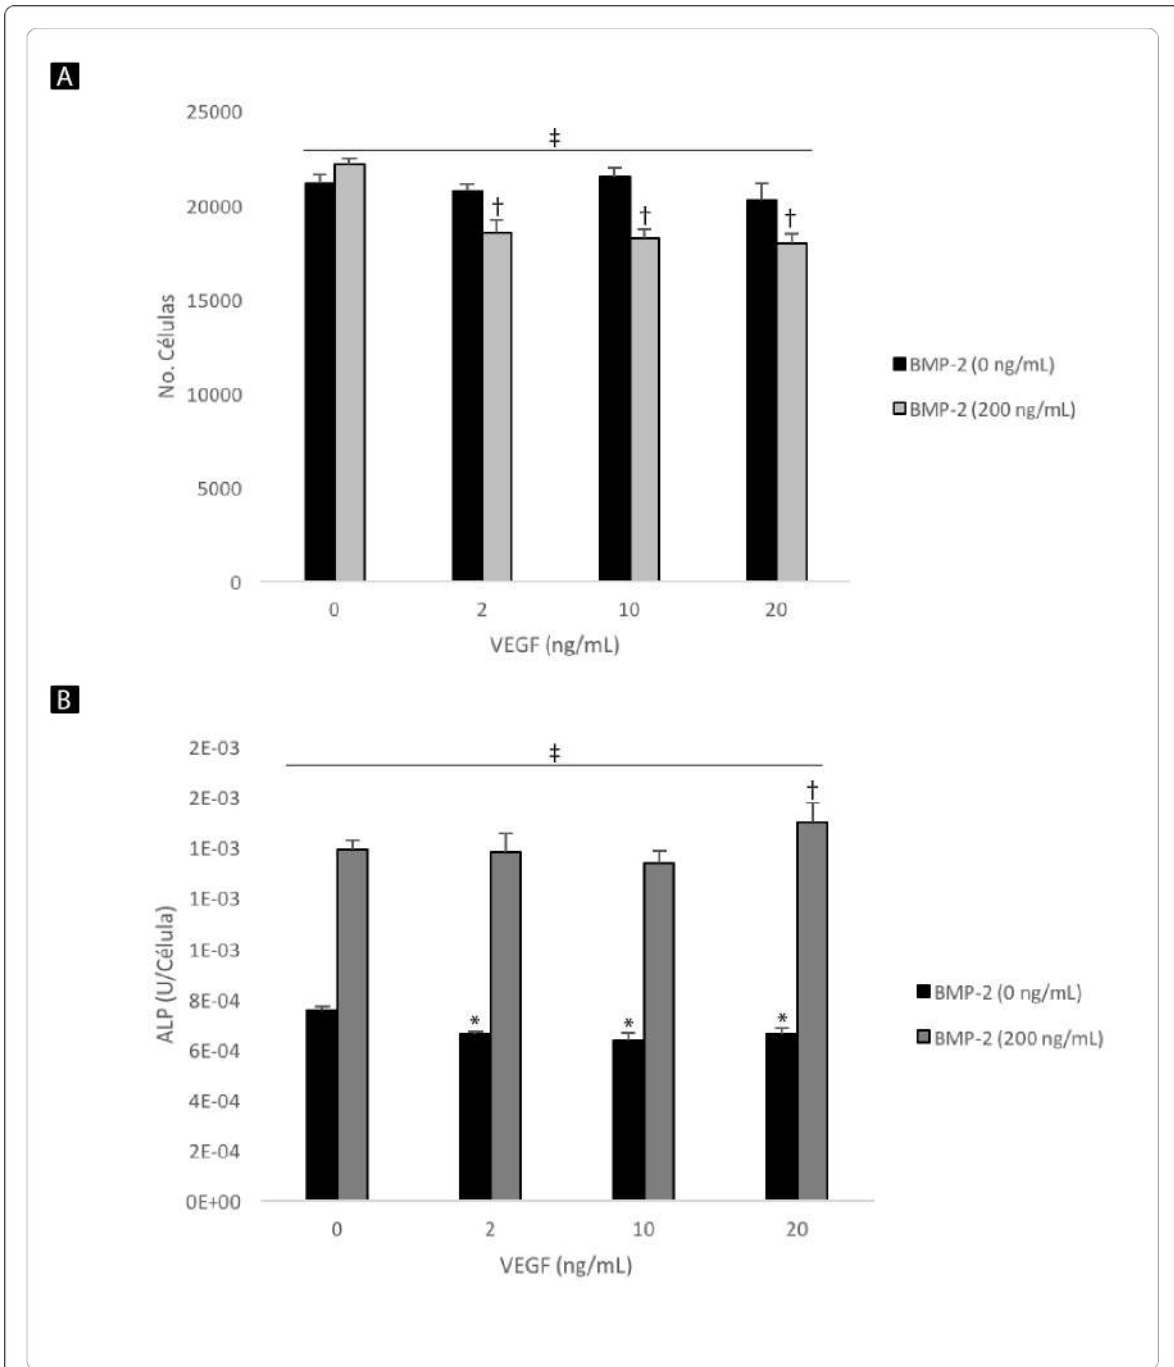 A
25000
‡
20000
† † †
15000
No. Células
BMP-2 (0 ng/mL)
10000
BMP-2 (200 ng/mL)
5000
0
0 2 10 20
VEGF (ng/mL)
B
2E-03
‡
2E-03
†
1E-03
1E-03
1E-03
ALP (U/Célula)
8E-04
BMP-2 (0 ng/mL)
* * *
6E-04
BMP-2 (200 ng/mL)
4E-04
2E-04
0E+00
0 2 10 20
VEGF (ng/mL)